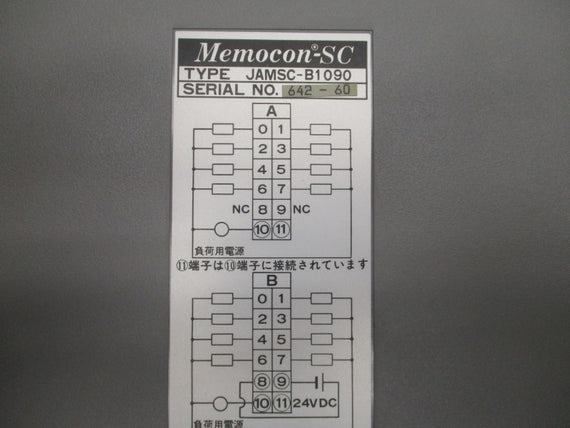 Memocon®-SC
TYPE JAMSC-B1090
SERIAL NO. 642 - 60
A
0 1
2 3
4 5
6 7
NC 8 9 NC
⑩ ⑪
負荷用電源
⑪端子は⑩端子に接続されています
B
0 1
2 3
4 5
6 7
⑧ ⑨
⑩ ⑪ 24VDC
負荷用電源